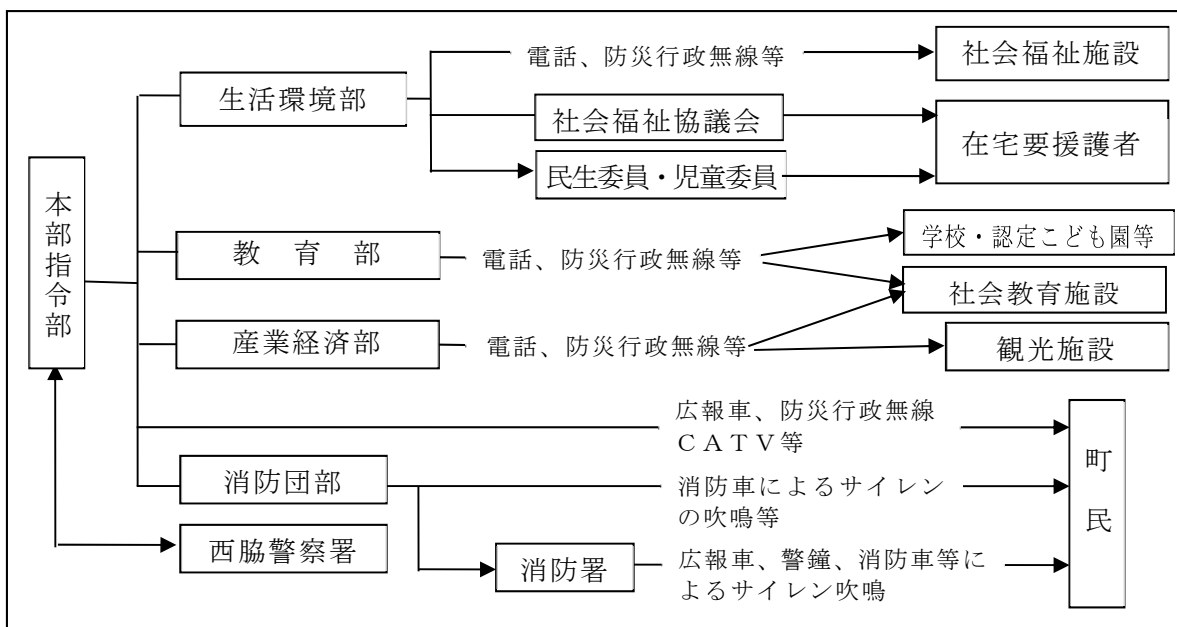 電話、防災行政無線等
社会福祉施設
生活環境部
社会福祉協議会
在宅要援護者
民生委員・児童委員
本部指令部
教育部
電話、防災行政無線等
学校・認定こども園等
社会教育施設
産業経済部
電話、防災行政無線等
観光施設
広報車、防災行政無線
ＣＡＴＶ等
町民
消防団部
消防車によるサイレン
の吹鳴等
西脇警察署
消防署
広報車、警鐘、消防車等に
よるサイレン吹鳴